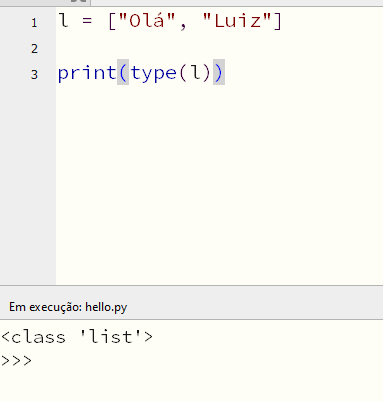 1 l = ["Olá", "Luiz"]
2
3 print(type(l))
Em execução: hello.py
<class 'list'>
>>>